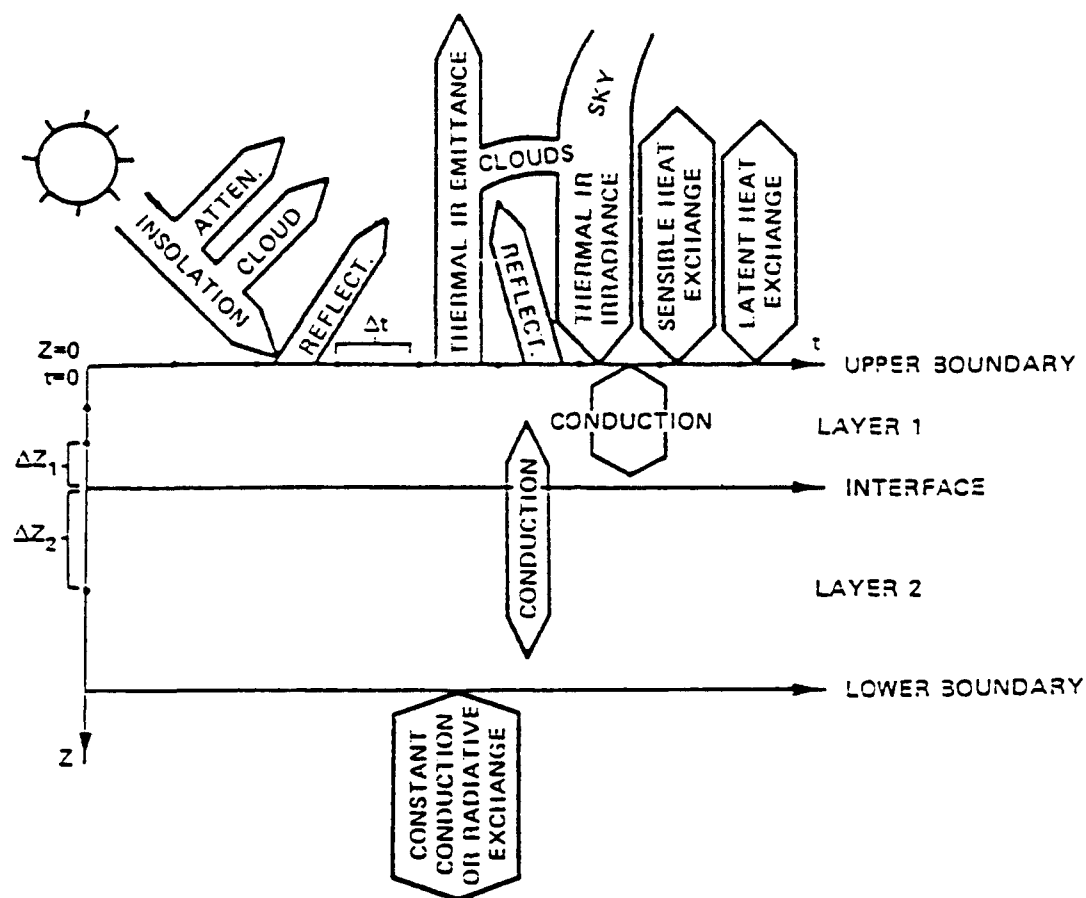 SKY
CLOUDS
THERMAL IR EMITTANCE
ATTEN.
CLOUD
INSOLATION
REFLECT.
Δt
REFLECT.
THERMAL IR
IRRADIANCE
SENSIBLE HEAT
EXCHANGE
LATENT HEAT
EXCHANGE
Z=0
t=0
t
UPPER BOUNDARY
CONDUCTION
LAYER 1
ΔZ1
INTERFACE
ΔZ2
CONDUCTION
LAYER 2
LOWER BOUNDARY
Z
CONSTANT
CONDUCTION
OR RADIATIVE
EXCHANGE